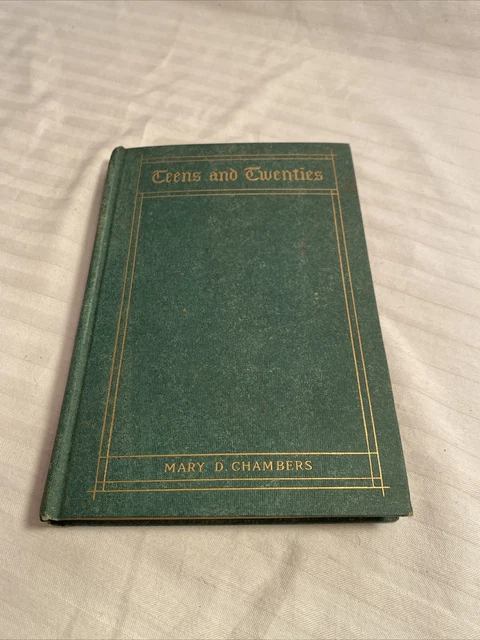 Teens and Twenties
MARY D. CHAMBERS